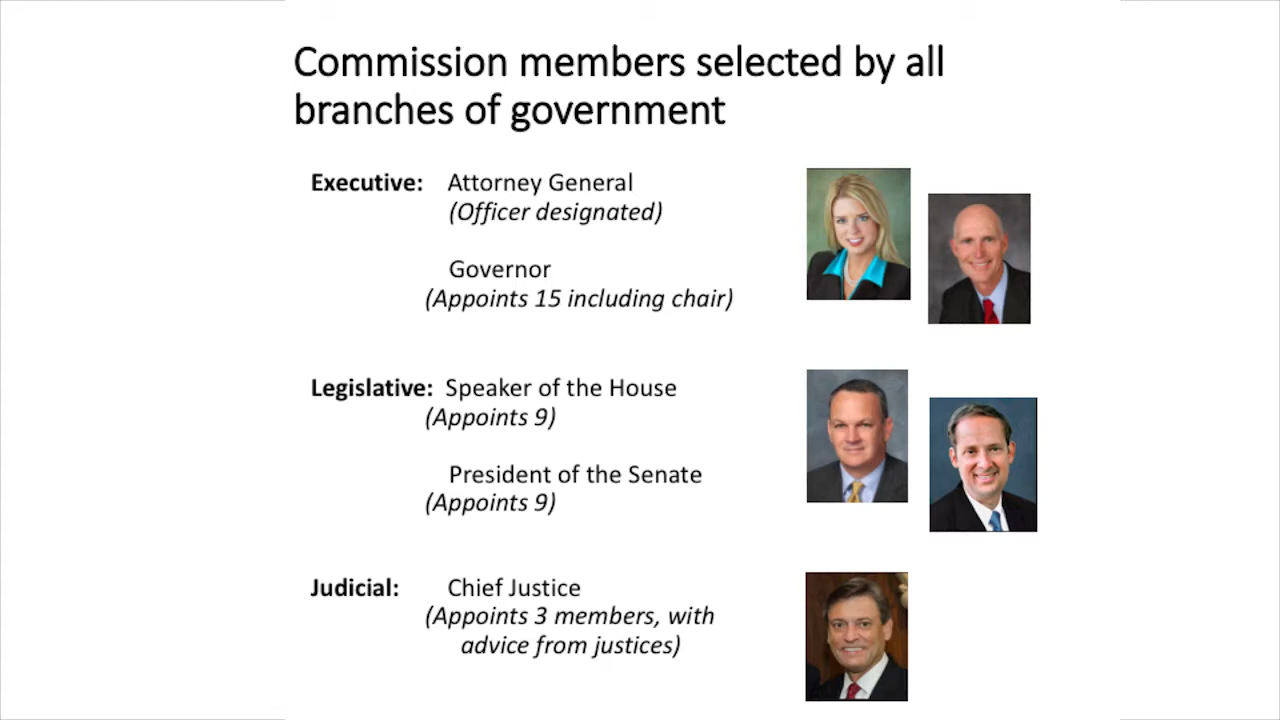 Commission members selected by all
branches of government
Executive: Attorney General
(Officer designated)
Governor
(Appoints 15 including chair)
Legislative: Speaker of the House
(Appoints 9)
President of the Senate
(Appoints 9)
Judicial: Chief Justice
(Appoints 3 members, with
advice from justices)